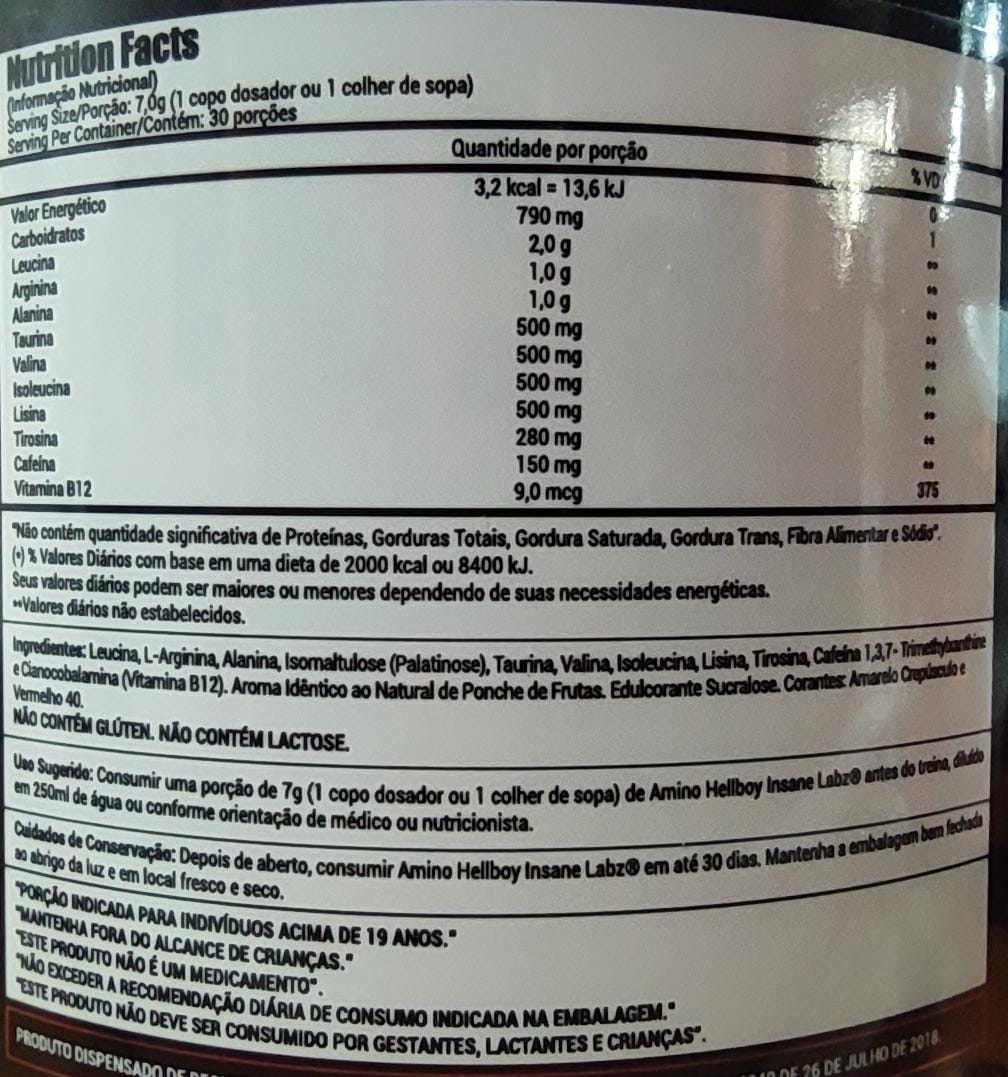 Nutrition Facts
(Informação Nutricional)
Serving Size/Porção: 7,0g (1 copo dosador ou 1 colher de sopa)
Serving Per Container/Contém: 30 porções
Quantidade por porção % VD
Valor Energético 3,2 kcal = 13,6 kJ 0
Carboidratos 790 mg 1
Leucina 2,0 g **
Arginina 1,0 g **
Alanina 1,0 g **
Taurina 500 mg **
Valina 500 mg **
Isoleucina 500 mg **
Lisina 500 mg **
Tirosina 280 mg **
Cafeína 150 mg **
Vitamina B12 9,0 mcg 375
"Não contém quantidade significativa de Proteínas, Gorduras Totais, Gordura Saturada, Gordura Trans, Fibra Alimentar e Sódio".
(*) % Valores Diários com base em uma dieta de 2000 kcal ou 8400 kJ.
Seus valores diários podem ser maiores ou menores dependendo de suas necessidades energéticas.
**Valores diários não estabelecidos.
Ingredientes: Leucina, L-Arginina, Alanina, Isomaltulose (Palatinose), Taurina, Valina, Isoleucina, Lisina, Tirosina, Cafeína 1,3,7- Trimethylxanthine
e Cianocobalamina (Vitamina B12). Aroma Idêntico ao Natural de Ponche de Frutas. Edulcorante Sucralose. Corantes: Amarelo Crepúsculo e
Vermelho 40.
NÃO CONTÉM GLÚTEN. NÃO CONTÉM LACTOSE.
Uso Sugerido: Consumir uma porção de 7g (1 copo dosador ou 1 colher de sopa) de Amino Hellboy Insane Labz® antes do treino, diluído
em 250ml de água ou conforme orientação de médico ou nutricionista.
Cuidados de Conservação: Depois de aberto, consumir Amino Hellboy Insane Labz® em até 30 dias. Mantenha a embalagem bem fechada
ao abrigo da luz e em local fresco e seco.
"PORÇÃO INDICADA PARA INDIVÍDUOS ACIMA DE 19 ANOS."
"MANTENHA FORA DO ALCANCE DE CRIANÇAS."
"ESTE PRODUTO NÃO É UM MEDICAMENTO".
"NÃO EXCEDER A RECOMENDAÇÃO DIÁRIA DE CONSUMO INDICADA NA EMBALAGEM."
"ESTE PRODUTO NÃO DEVE SER CONSUMIDO POR GESTANTES, LACTANTES E CRIANÇAS".
PRODUTO DISPENSADO DE DE 26 DE JULHO DE 2018.